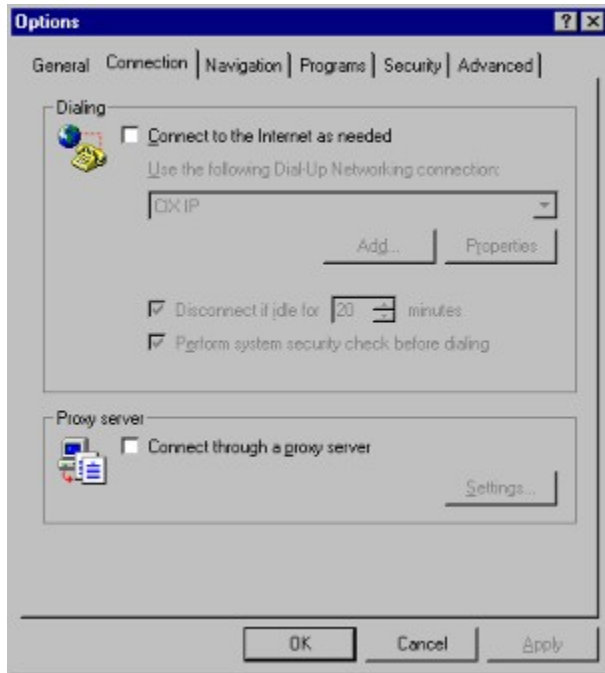 Options
General Connection Navigation Programs Security Advanced
Dialing
Connect to the Internet as needed
Use the following Dial-Up Networking connection:
CIX IP
Add... Properties
Disconnect if idle for 20 minutes
Perform system security check before dialing
Proxy server
Connect through a proxy server
Settings...
OK Cancel Apply